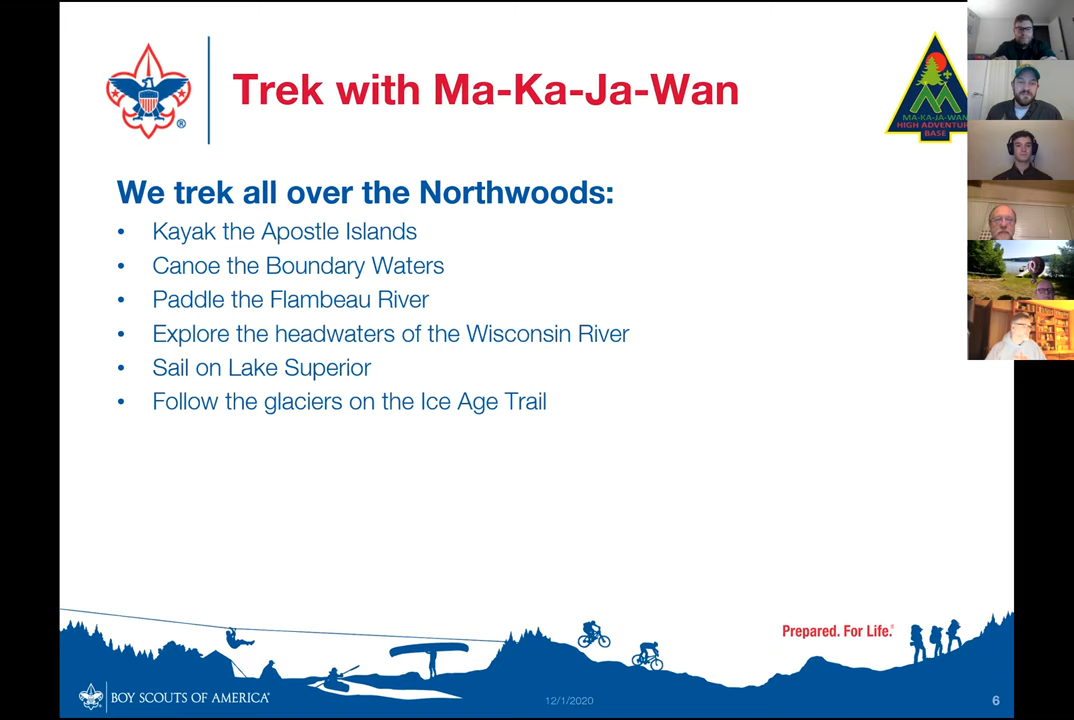 Trek with Ma-Ka-Ja-Wan
MA-KA-JA-WAN
HIGH ADVENTUR
BASE
We trek all over the Northwoods:
• Kayak the Apostle Islands
• Canoe the Boundary Waters
• Paddle the Flambeau River
• Explore the headwaters of the Wisconsin River
• Sail on Lake Superior
• Follow the glaciers on the Ice Age Trail
Prepared. For Life.®
BOY SCOUTS OF AMERICA®
12/1/2020
6